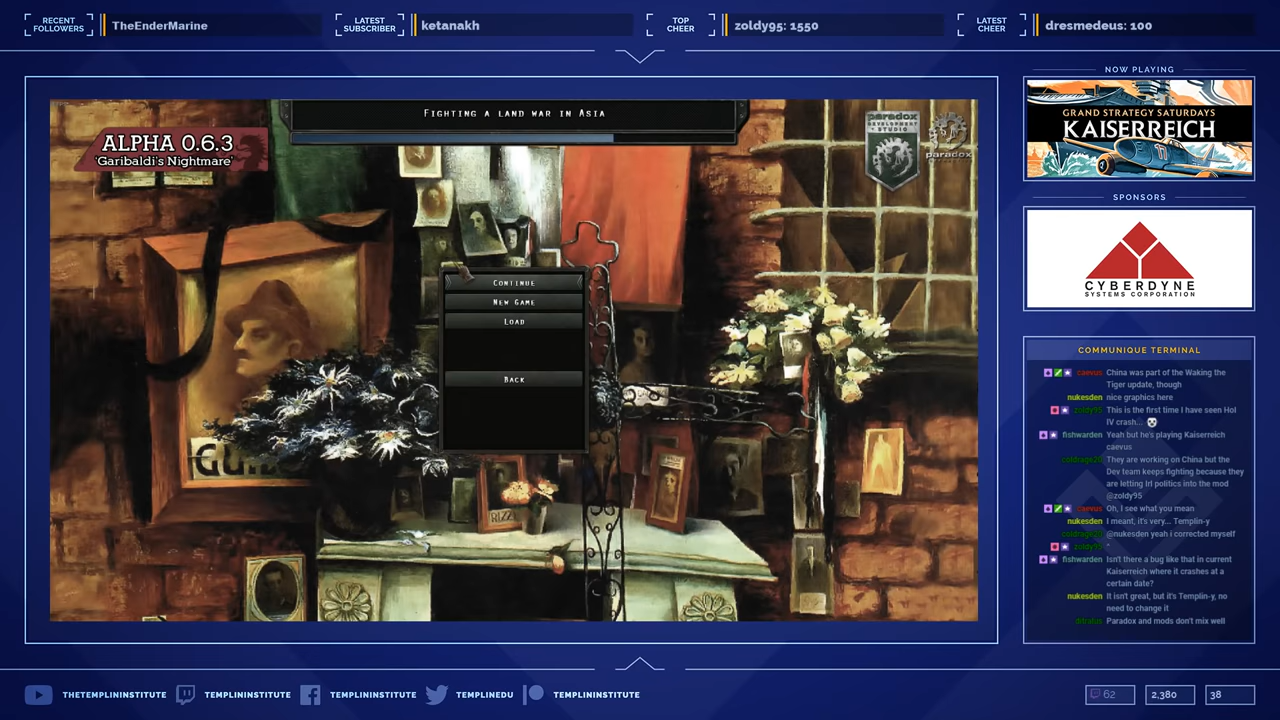 RECENT
FOLLOWERS
TheEnderMarine
LATEST
SUBSCRIBER
ketanakh
TOP
CHEER
zoldy95: 1550
LATEST
CHEER
dresmedeus: 100
FIGHTING A LAND WAR IN ASIA
ALPHA 0.6.3
'Garibaldi's Nightmare'
paradox
DEVELOPMENT
STUDIO
paradox
CONTINUE
NEW GAME
LOAD
BACK
RIZZI
NOW PLAYING
GRAND STRATEGY SATURDAYS
KAISERREICH
SPONSORS
CYBERDYNE
SYSTEMS CORPORATION
COMMUNIQUE TERMINAL
caevus China was part of the Waking the
Tiger update, though
nukesden nice graphics here
zoldy95 This is the first time I have seen HoI
IV crash...
fishwarden Yeah but he's playing Kaiserreich
caevus
coldrage20 They are working on China but the
Dev team keeps fighting because they
are letting Irl politics into the mod
@zoldy95
caevus Oh, I see what you mean
nukesden I meant, it's very... Templin-y
coldrage20 @nukesden yeah i corrected myself
zoldy95 "
fishwarden Isn't there a bug like that in current
Kaiserreich where it crashes at a
certain date?
nukesden It isn't great, but it's Templin-y, no
need to change it
Paradox and mods don't mix well
THETEMPLININSTITUTE
TEMPLININSTITUTE
TEMPLININSTITUTE
TEMPLINEDU
TEMPLININSTITUTE
62
2,380
38